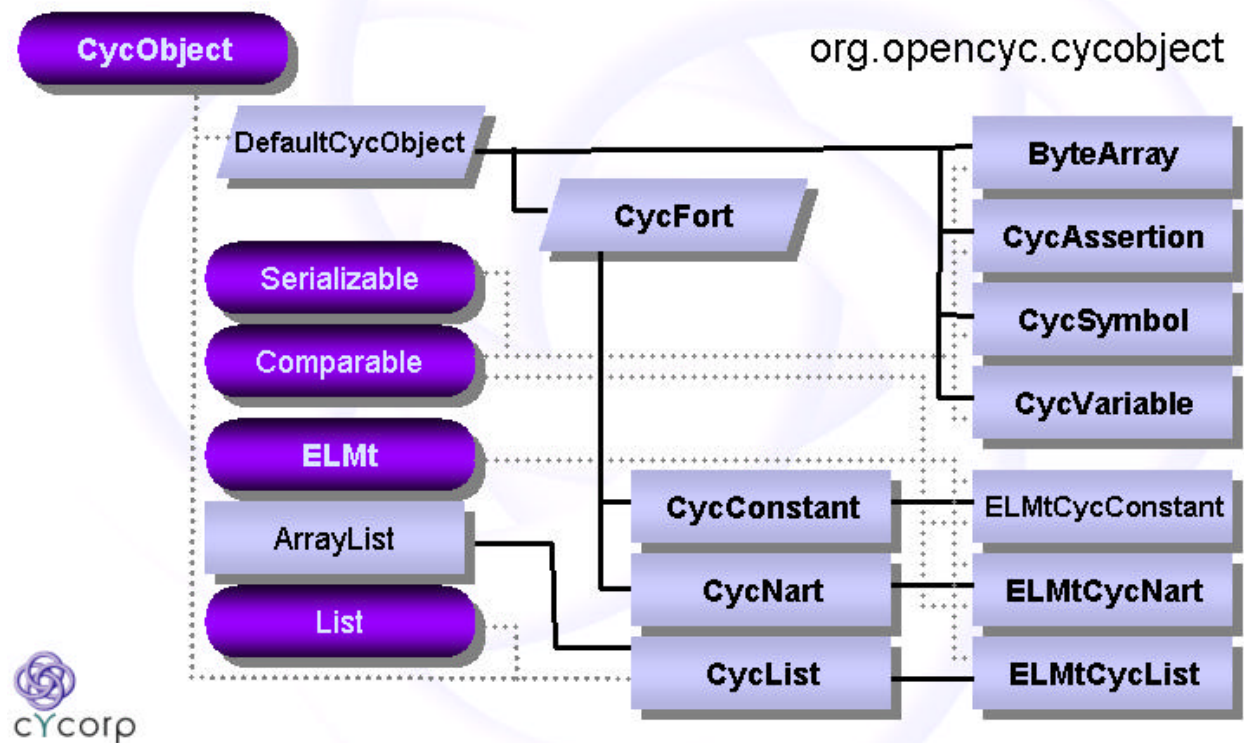 CycObject
org.opencyc.cycobject
DefaultCycObject
ByteArray
CycFort
CycAssertion
Serializable
CycSymbol
Comparable
CycVariable
ELMt
CycConstant
ELMtCycConstant
ArrayList
CycNart
ELMtCycNart
List
CycList
ELMtCycList
cYcorp